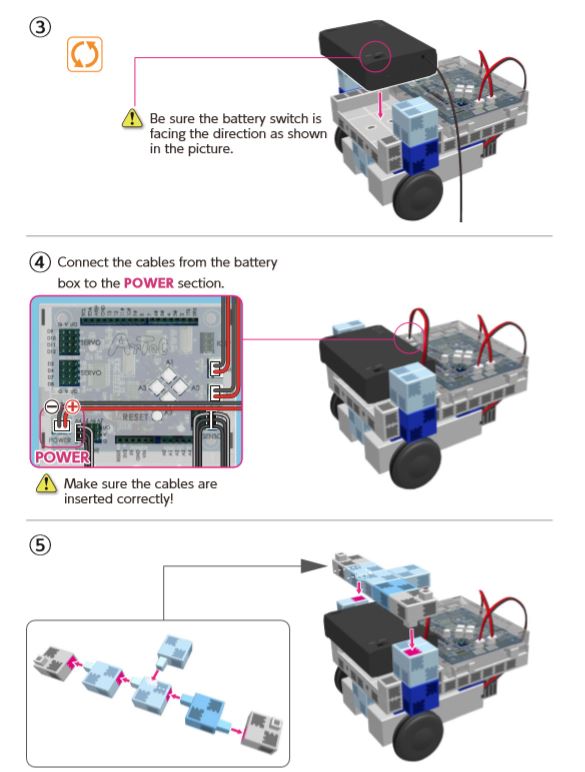 ③
Be sure the battery switch is
facing the direction as shown
in the picture.
④ Connect the cables from the battery
box to the POWER section.
SERVO
SERVO
A1
A3
A0
RESET
POWER
POWER
Make sure the cables are
inserted correctly!
⑤